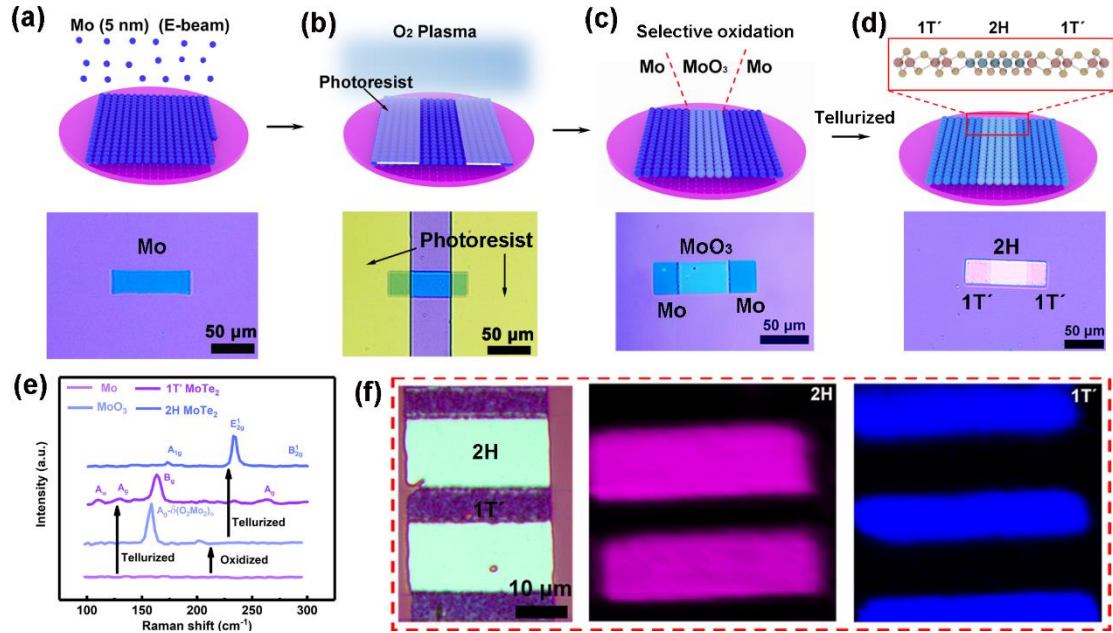 (a)
Mo (5 nm) (E-beam)
Mo
50 µm
(b)
O₂ Plasma
Photoresist
Photoresist
50 µm
(c)
Selective oxidation
Mo MoO₃ Mo
MoO₃
Mo Mo
50 µm
Tellurized
(d)
1T´ 2H 1T´
2H
1T´ 1T´
50 µm
(e)
Mo 1T' MoTe₂
MoO₃ 2H MoTe₂
E¹₂g
A₁g
B¹₂g
Bg
Ag
Ag
Ag-δ(O₂Mo₂)ₙ
Tellurized
Tellurized
Oxidized
Intensity (a.u.)
100 150 200 250 300
Raman shift (cm⁻¹)
(f)
2H
1T´
10 µm
2H
1T´